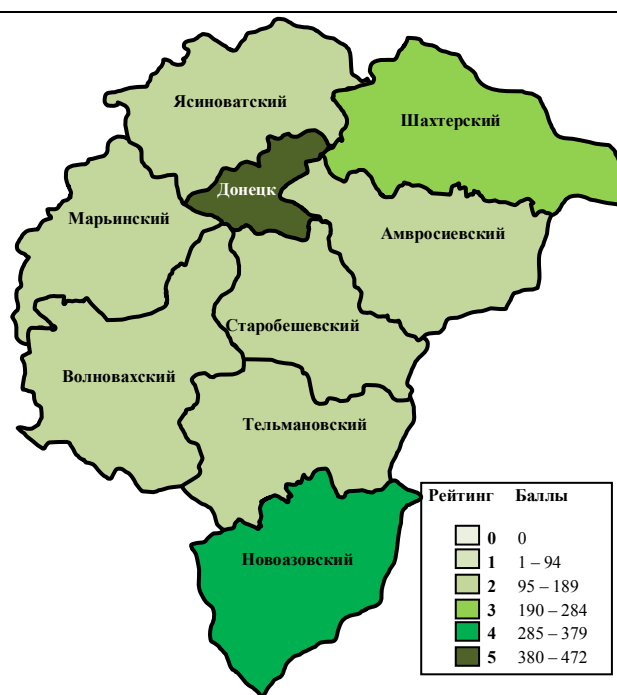 Ясиноватский
Шахтерский
Донецк
Марьинский
Амвросиевский
Старобешевский
Волновахский
Тельмановский
Новоазовский
Рейтинг Баллы
0 0
1 1 – 94
2 95 – 189
3 190 – 284
4 285 – 379
5 380 – 472